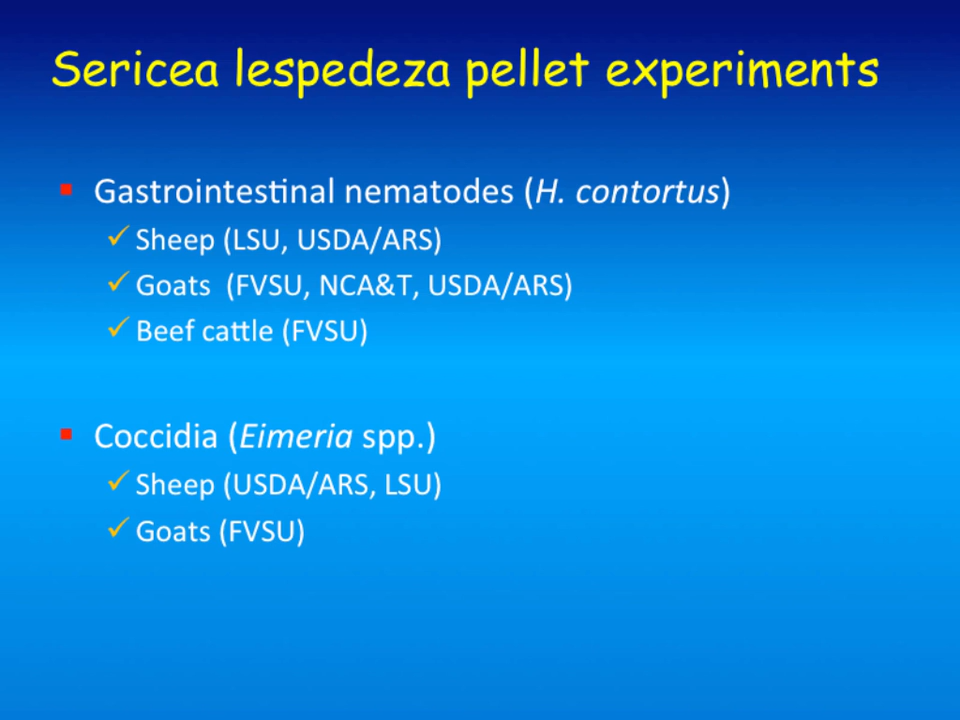 Sericea lespedeza pellet experiments
Gastrointestinal nematodes (H. contortus)
Sheep (LSU, USDA/ARS)
Goats  (FVSU, NCA&T, USDA/ARS)
Beef cattle (FVSU)
Coccidia (Eimeria spp.)
Sheep (USDA/ARS, LSU)
Goats (FVSU)